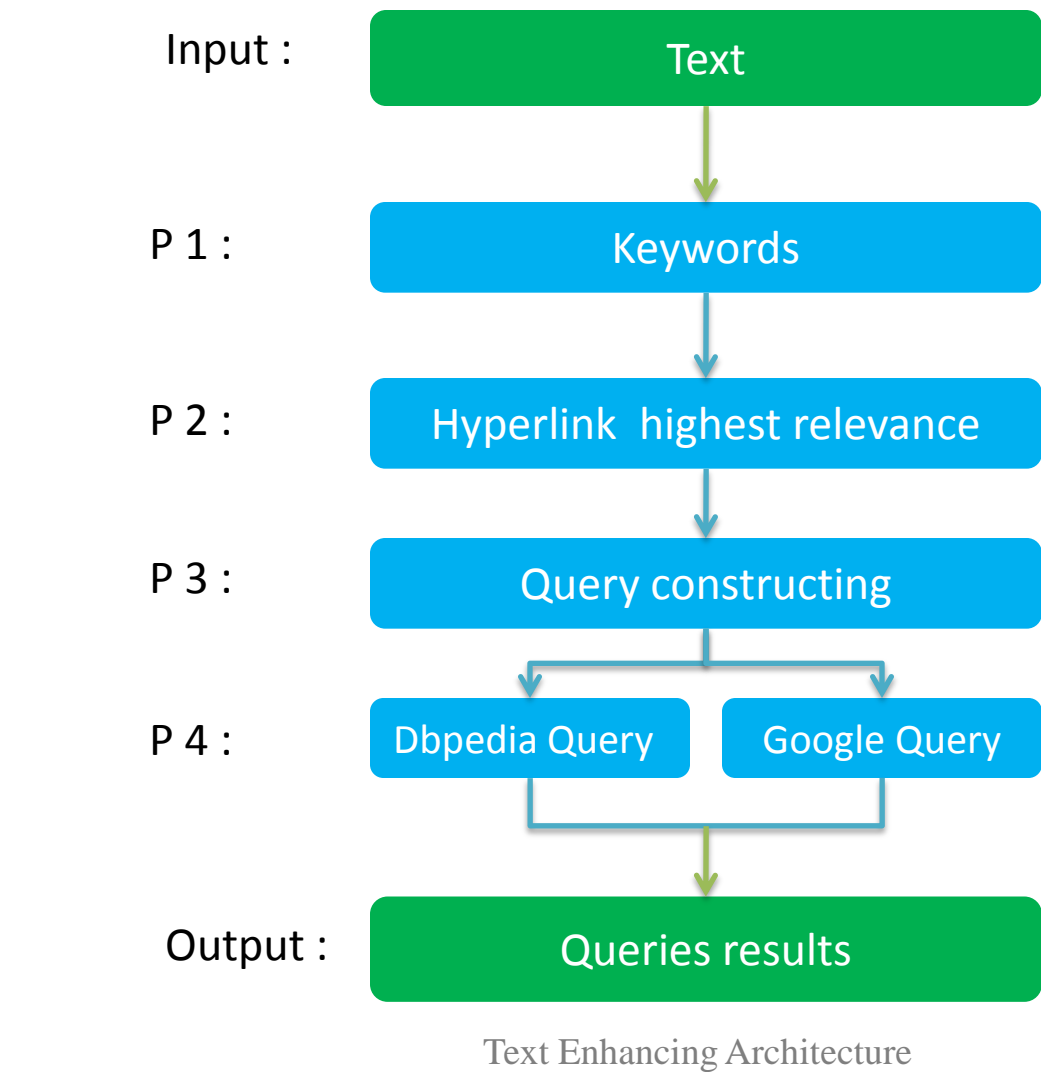 Input : Text
P 1 : Keywords
P 2 : Hyperlink  highest relevance
P 3 : Query constructing
P 4 : Dbpedia Query Google Query
Output : Queries results
Text Enhancing Architecture